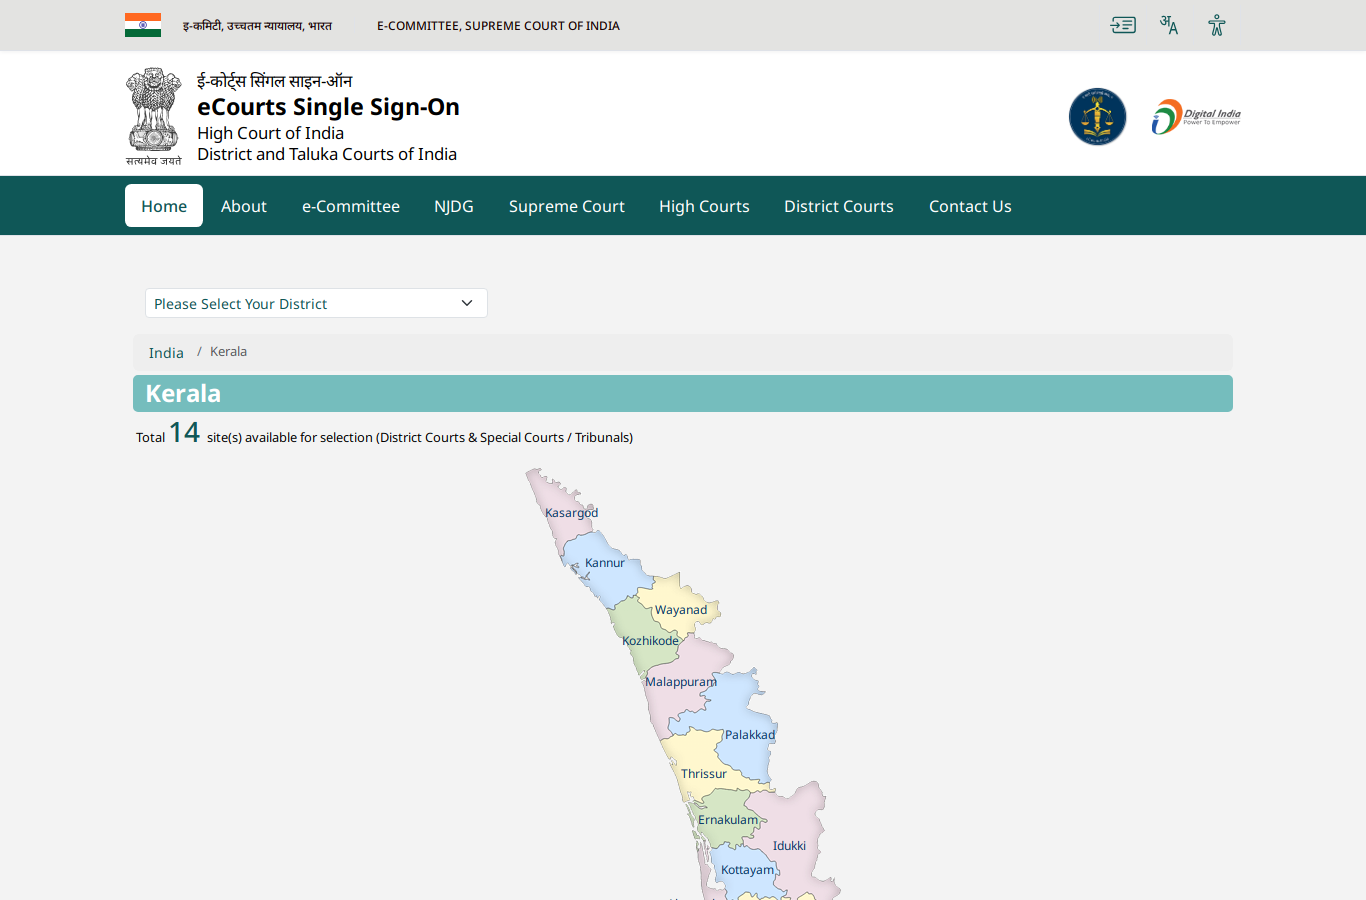 इ-कमिटी, उच्चतम न्यायालय, भारत
E-COMMITTEE, SUPREME COURT OF INDIA
ई-कोर्ट्स सिंगल साइन-ऑन
eCourts Single Sign-On
High Court of India
District and Taluka Courts of India
सत्यमेव जयते
Digital India
Power To Empower
Home
About
e-Committee
NJDG
Supreme Court
High Courts
District Courts
Contact Us
Please Select Your District
India / Kerala
Kerala
Total 14 site(s) available for selection (District Courts & Special Courts / Tribunals)
Kasargod
Kannur
Wayanad
Kozhikode
Malappuram
Palakkad
Thrissur
Ernakulam
Idukki
Kottayam